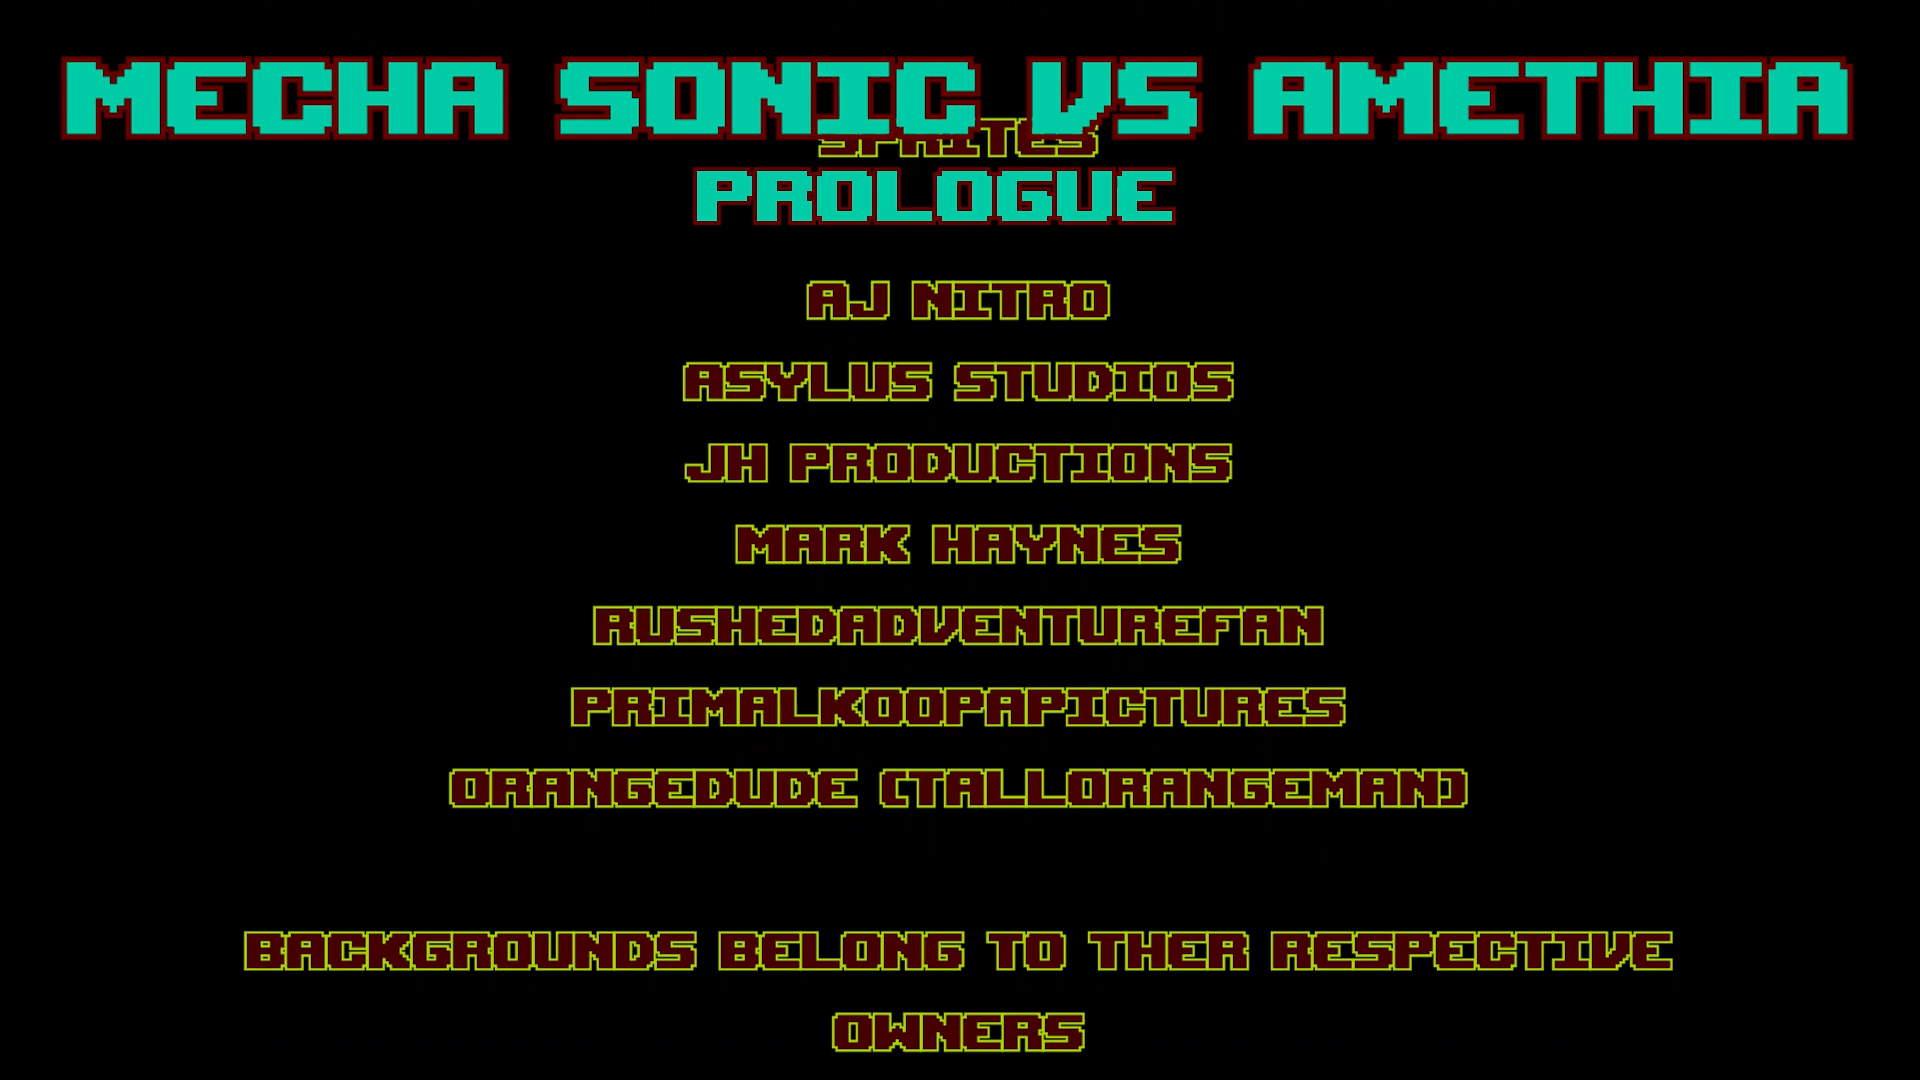 MECHA SONIC VS AMETHIA
SPRITES
PROLOGUE
AJ NITRO
ASYLUS STUDIOS
JH PRODUCTIONS
MARK HAYNES
RUSHEDADVENTUREFAN
PRIMALKOOPAPICTURES
ORANGEDUDE (TALLORANGEMAN)
BACKGROUNDS BELONG TO THER RESPECTIVE
OWNERS